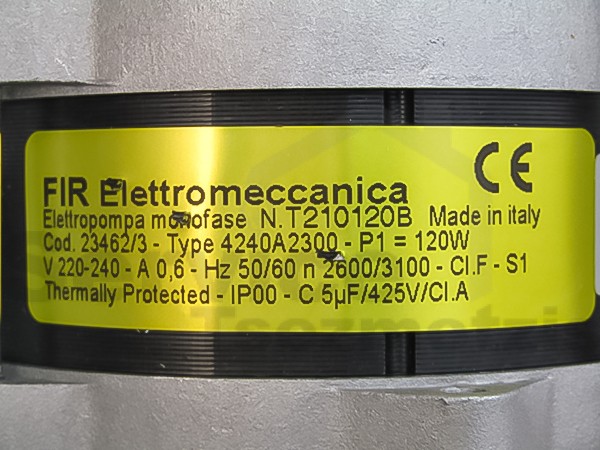 FIR Elettromeccanica
CE
Elettropompa monofase N.T210120B Made in italy
Cod. 23462/3 - Type 4240A2300 - P1 = 120W
V 220-240 - A 0,6 - Hz 50/60 n 2600/3100 - Cl.F - S1
Thermally Protected - IP00 - C 5µF/425V/Cl.A